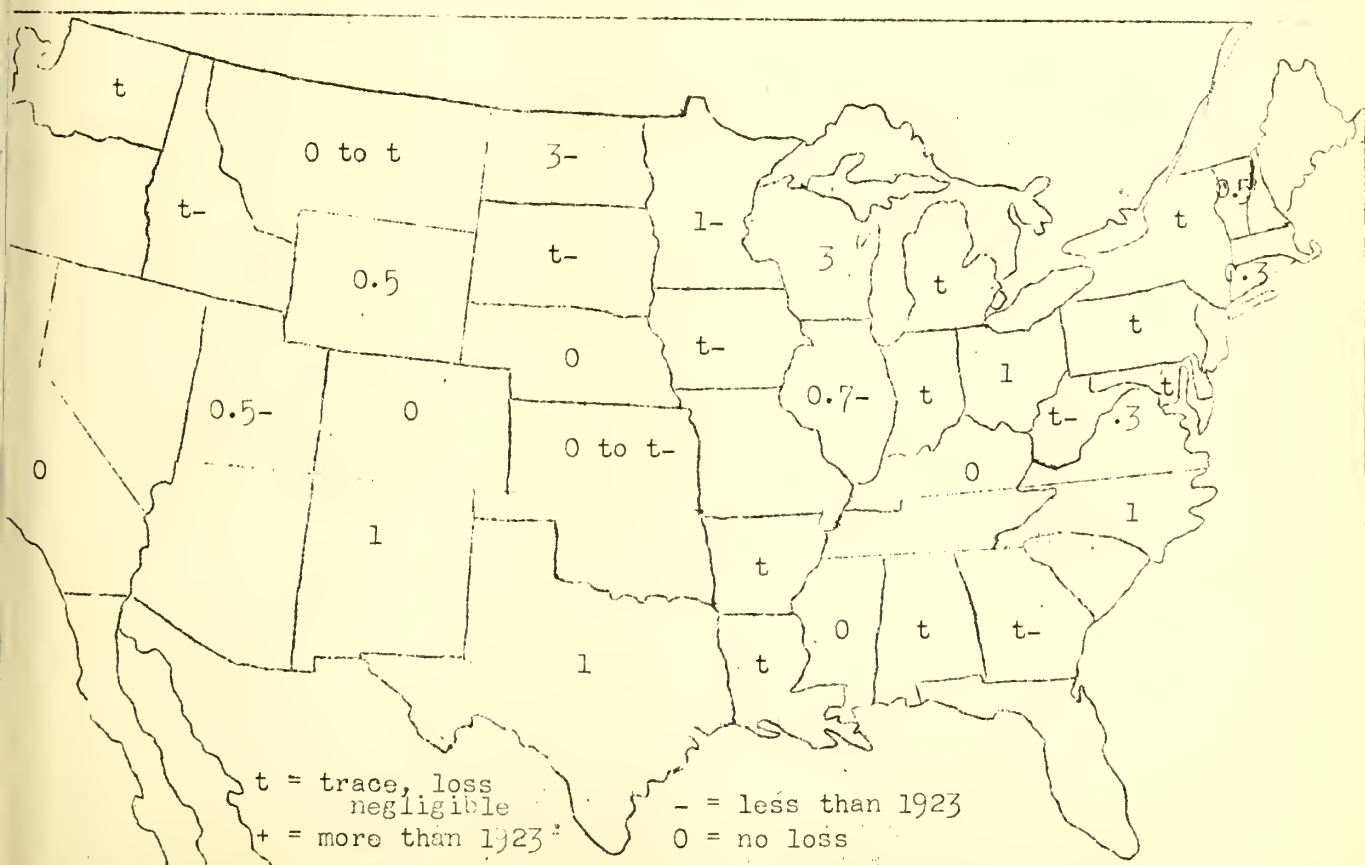 t
0 to t
3-
t-
1-
0.5
t
0.5
t-
3
t
.3
0
t-
t
0.5-
0
0.7-
t
1
t-
.3
t
0
0 to t-
0
1
1
t
0
t
t-
1
t
t = trace, loss
negligible
- = less than 1923
+ = more than 1923
0 = no loss